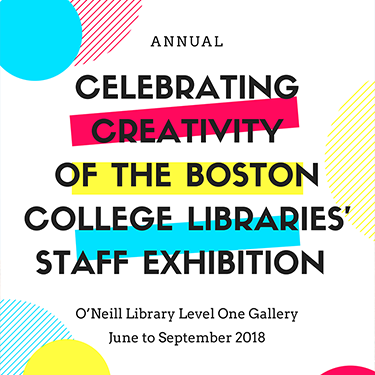 ANNUAL
CELEBRATING
CREATIVITY
OF THE BOSTON
COLLEGE LIBRARIES’
STAFF EXHIBITION
O’Neill Library Level One Gallery
June to September 2018